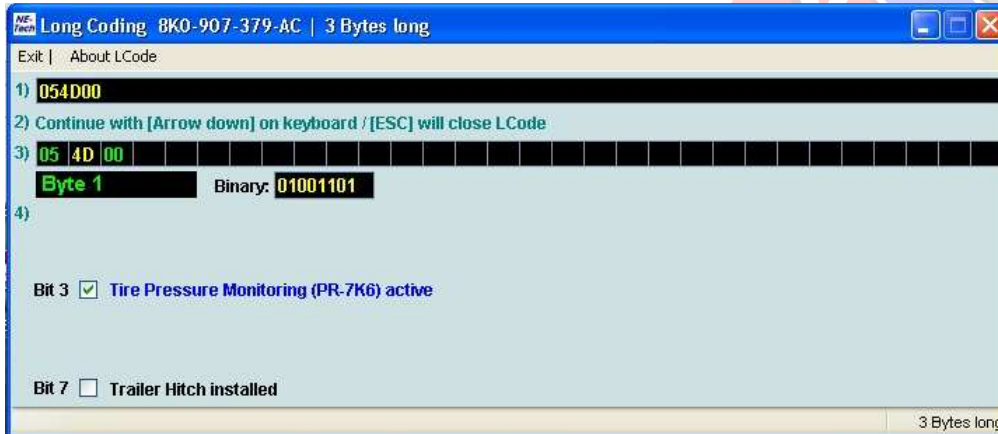 NE-Tech Long Coding 8K0-907-379-AC | 3 Bytes long
Exit | About LCode
1) 054D00
2) Continue with [Arrow down] on keyboard / [ESC] will close LCode
3) 05 4D 00
Byte 1 Binary: 01001101
4)
Bit 3 Tire Pressure Monitoring (PR-7K6) active
Bit 7 Trailer Hitch installed
3 Bytes long